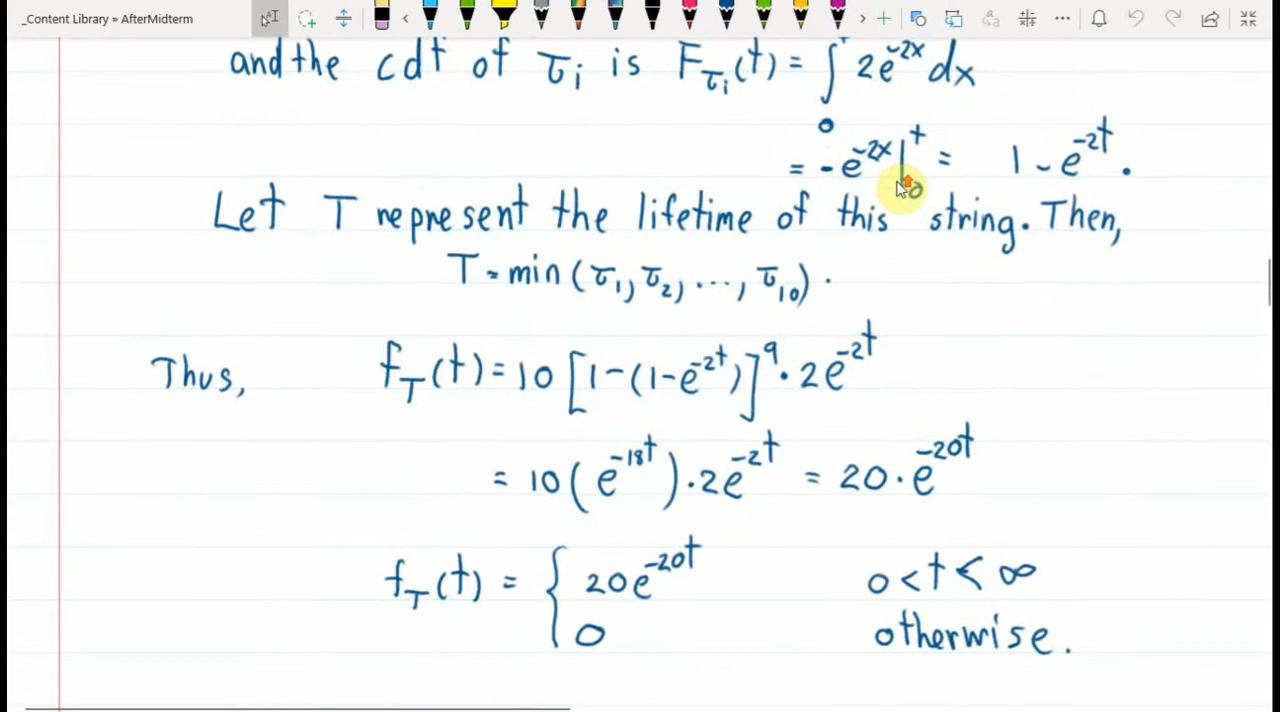 _Content Library » AfterMidterm
and the cdf of τᵢ is F_τᵢ(t) = ∫₀ᵗ 2e^(-2x) dx
= -e^(-2x) |₀ᵗ = 1 - e^(-2t).
Let T represent the lifetime of this string. Then,
T = min(τ₁, τ₂, ..., τ₁₀).
Thus, f_T(t) = 10 [1-(1-e^(-2t))]⁹ · 2e^(-2t)
= 10(e^(-18t)) · 2e^(-2t) = 20 · e^(-20t)
f_T(t) = { 20e^(-20t) 0 < t < ∞
0 otherwise.